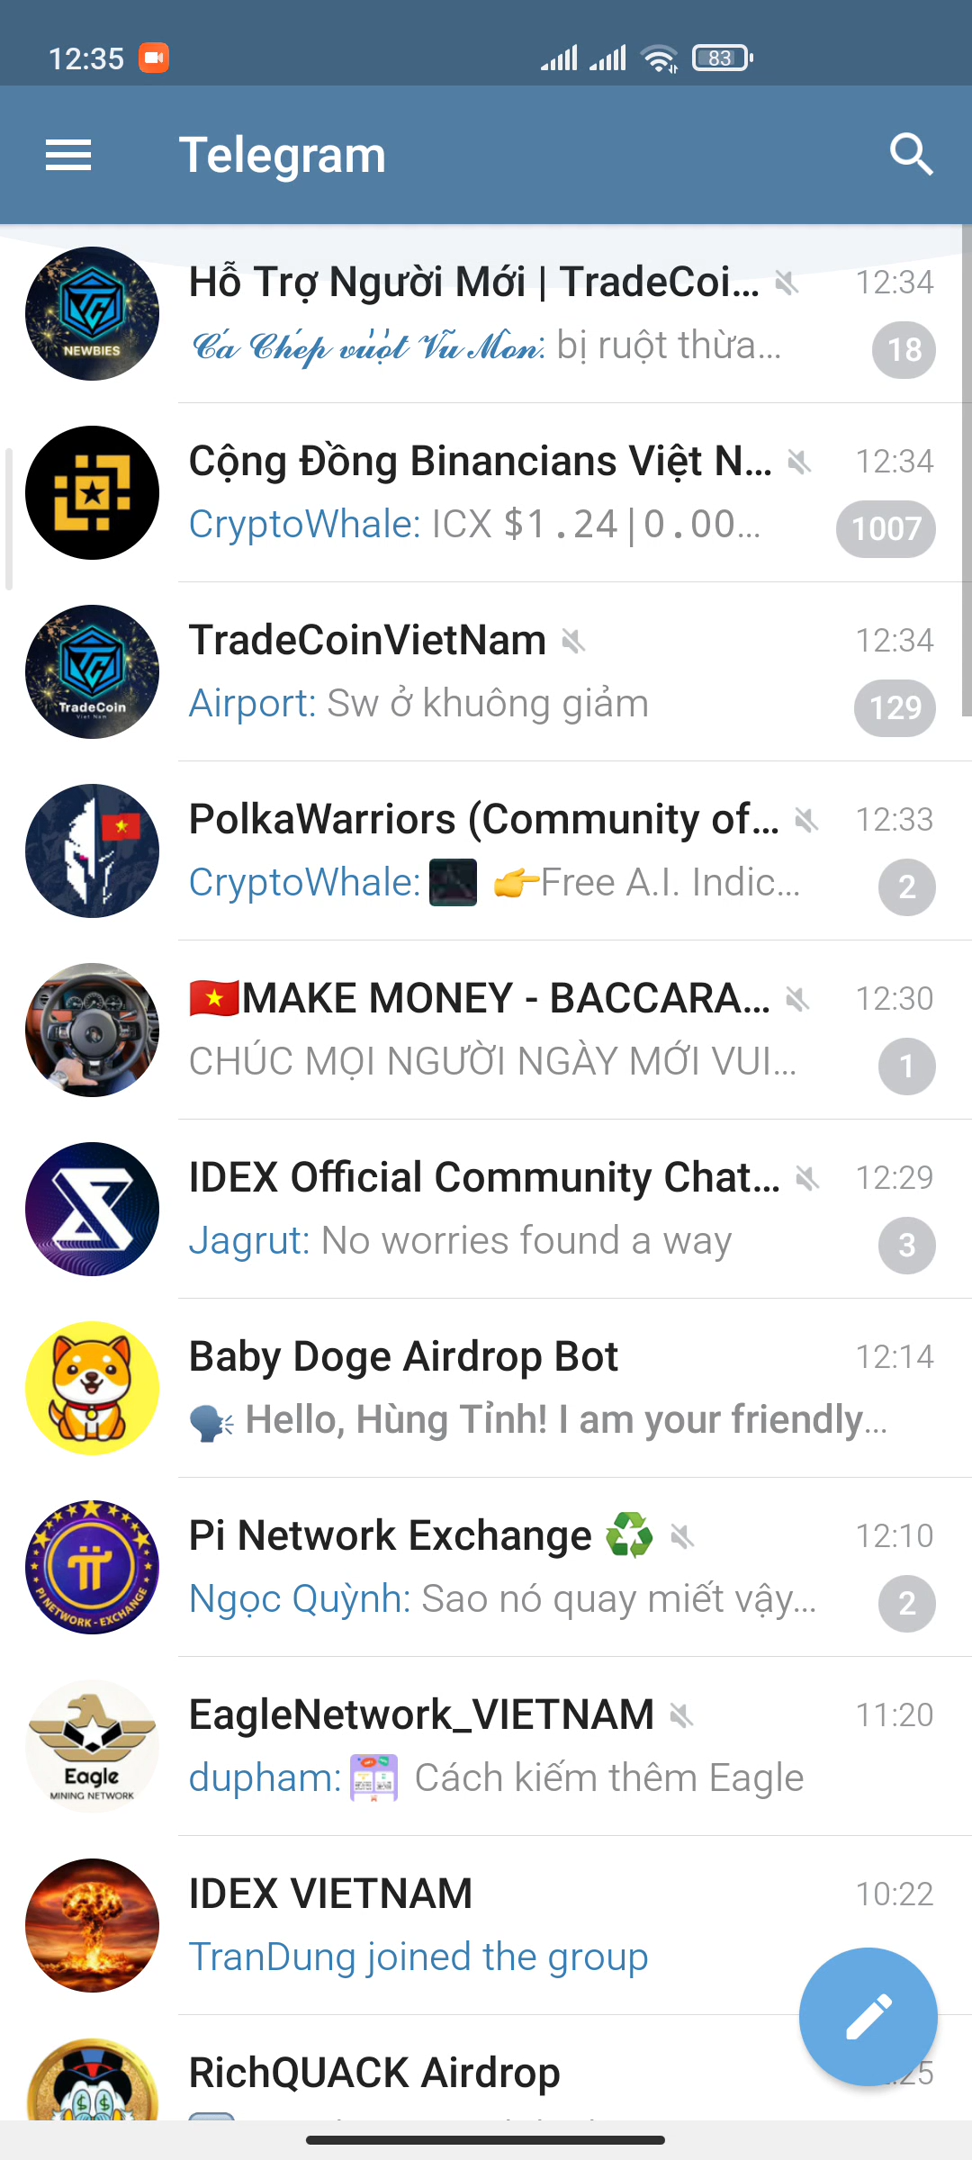 12:35
83
Telegram
Hỗ Trợ Người Mới | TradeCoi...
12:34
NEWBIES
Cá Chép vượt Vũ Môn: bị ruột thừa...
18
Cộng Đồng Binancians Việt N...
12:34
CryptoWhale: ICX $1.24|0.00...
1007
TradeCoinVietNam
12:34
TradeCoin
Viet Nam
Airport: Sw ở khuông giảm
129
PolkaWarriors (Community of...
12:33
CryptoWhale: 👉Free A.I. Indic...
2
🇻🇳MAKE MONEY - BACCARA...
12:30
CHÚC MỌI NGƯỜI NGÀY MỚI VUI...
1
IDEX Official Community Chat...
12:29
Jagrut: No worries found a way
3
Baby Doge Airdrop Bot
12:14
🗣 Hello, Hùng Tỉnh! I am your friendly...
Pi Network Exchange ♻️
12:10
PI NETWORK - EXCHANGE
Ngọc Quỳnh: Sao nó quay miết vậy...
2
EagleNetwork_VIETNAM
11:20
Eagle
MINING NETWORK
dupham: Cách kiếm thêm Eagle
IDEX VIETNAM
10:22
TranDung joined the group
RichQUACK Airdrop
25